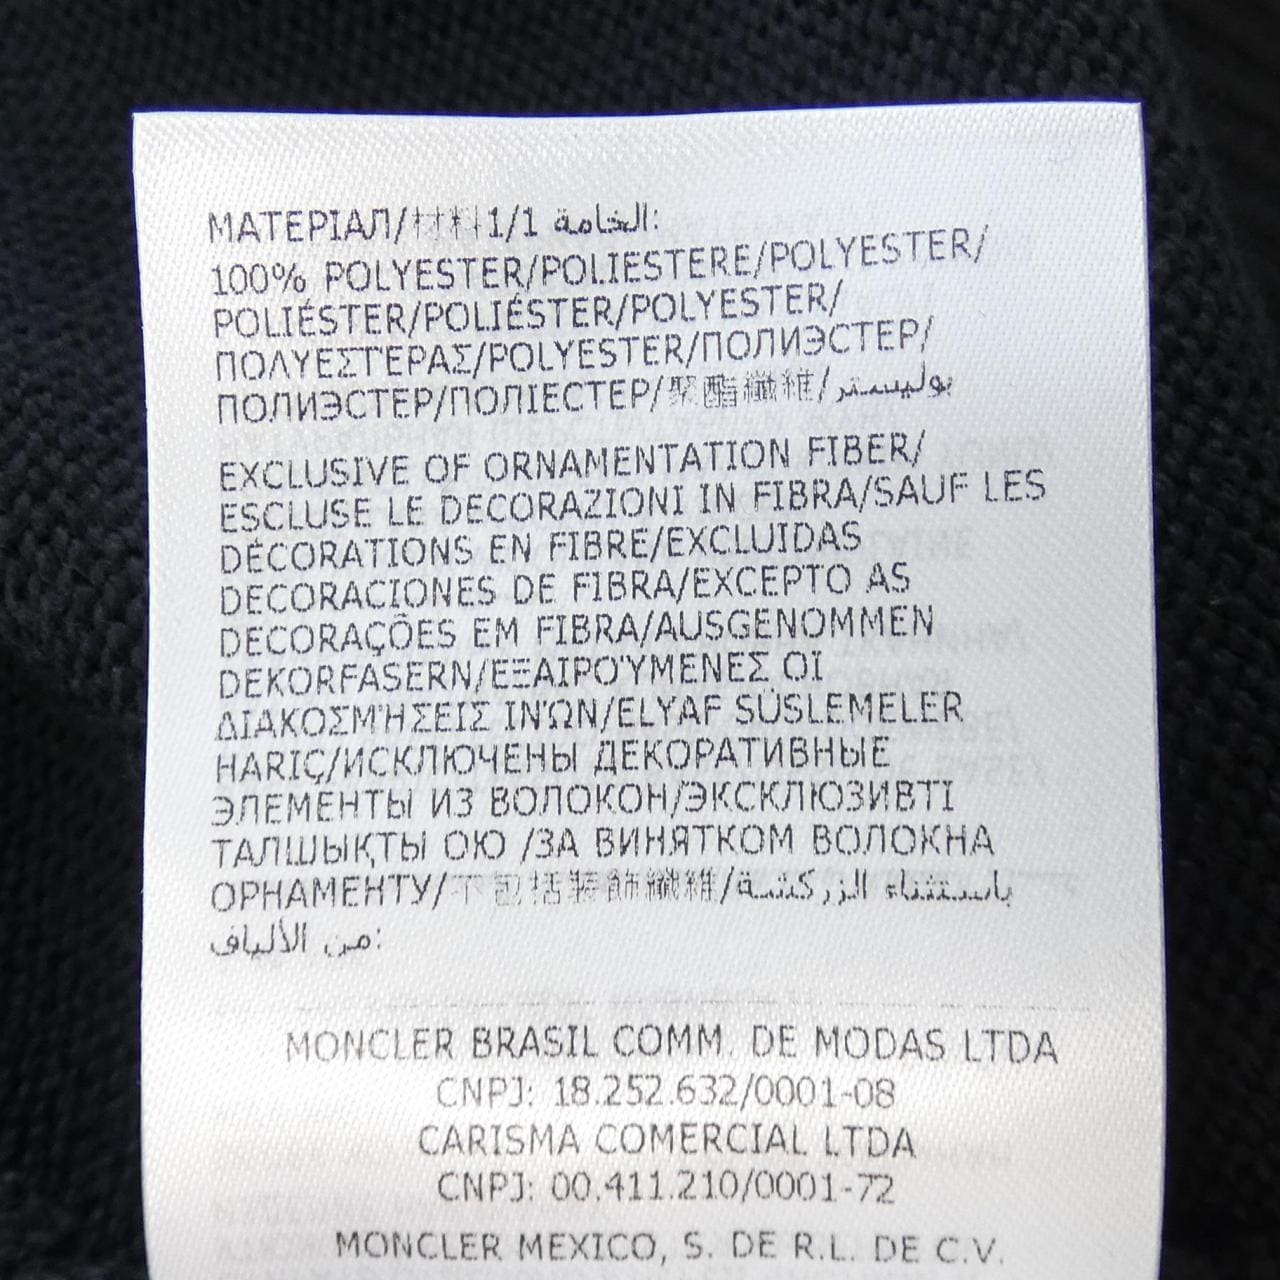 МАТЕРІАЛ/材料1/1 الخامة:
100% POLYESTER/POLIESTERE/POLYESTER/
POLIÉSTER/POLIÉSTER/POLYESTER/
ΠΟΛΥΕΣΤΈΡΑΣ/POLYESTER/ПОЛИЭСТЕР/
ПОЛИЭСТЕР/ПОЛІЕСТЕР/聚酯纖維/بوليستر
EXCLUSIVE OF ORNAMENTATION FIBER/
ESCLUSE LE DECORAZIONI IN FIBRA/SAUF LES
DÉCORATIONS EN FIBRE/EXCLUIDAS
DECORACIONES DE FIBRA/EXCEPTO AS
DECORAÇÕES EM FIBRA/AUSGENOMMEN
DEKORFASERN/ΕΞΑΙΡΟΎΜΕΝΕΣ ΟΙ
ΔΙΑΚΟΣΜΉΣΕΙΣ ΙΝΏΝ/ELYAF SÜSLEMELER
HARIÇ/ИСКЛЮЧЕНЫ ДЕКОРАТИВНЫЕ
ЭЛЕМЕНТЫ ИЗ ВОЛОКОН/ЭКСКЛЮЗИВТІ
ТАЛШЫҚТЫ ОЮ /ЗА ВИНЯТКОМ ВОЛОКНА
ОРНАМЕНТУ/不包括裝飾纖維/باستثناء الزركشة
من الألياف:
MONCLER BRASIL COMM. DE MODAS LTDA
CNPJ: 18.252.632/0001-08
CARISMA COMERCIAL LTDA
CNPJ: 00.411.210/0001-72
MONCLER MEXICO, S. DE R.L. DE C.V.